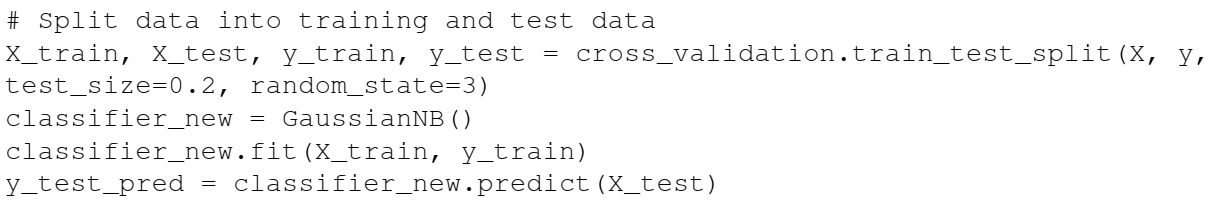 # Split data into training and test data
X_train, X_test, y_train, y_test = cross_validation.train_test_split(X, y,
test_size=0.2, random_state=3)
classifier_new = GaussianNB()
classifier_new.fit(X_train, y_train)
y_test_pred = classifier_new.predict(X_test)